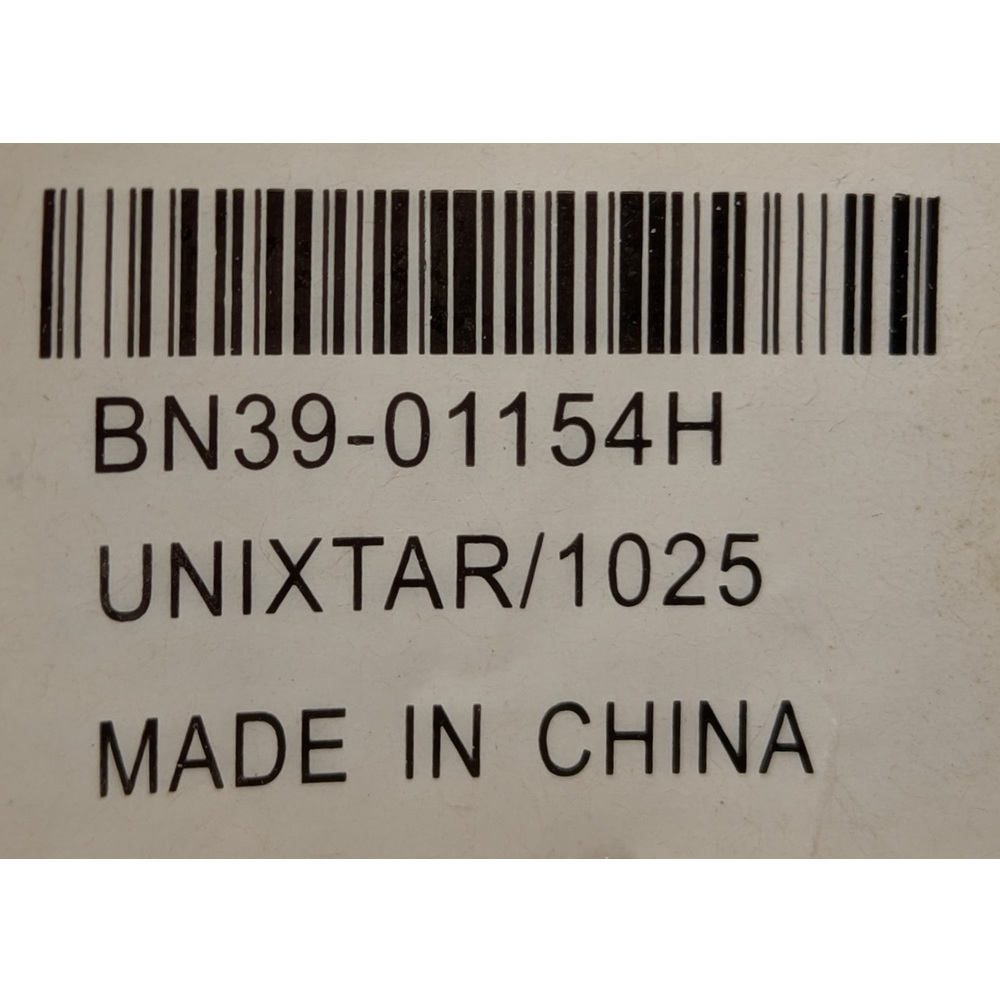 BN39-01154H
UNIXTAR/1025
MADE IN CHINA